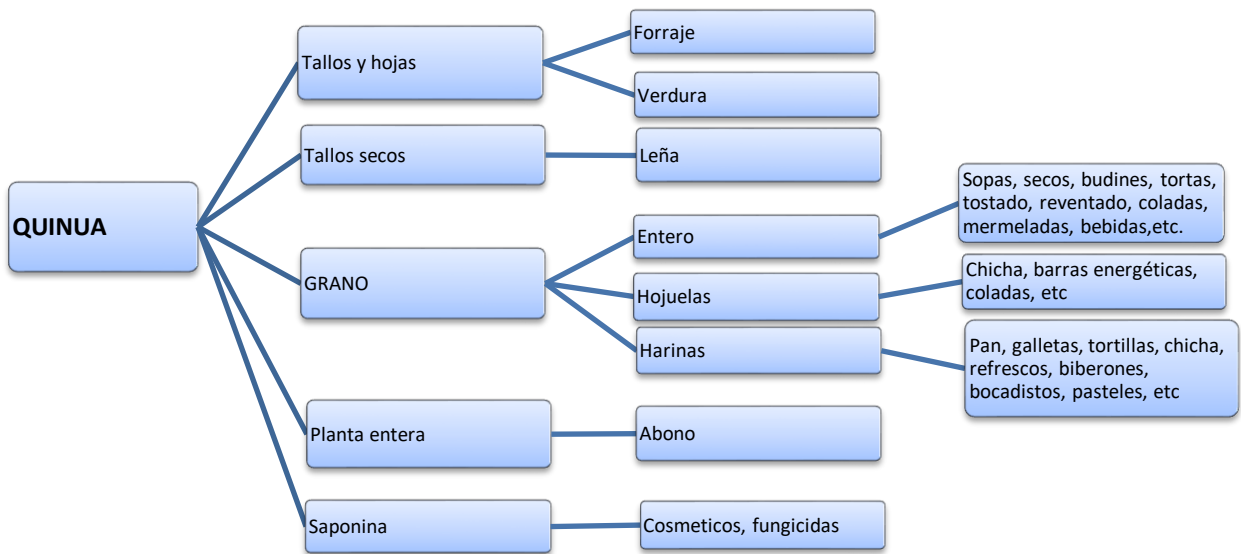 QUINUA
Tallos y hojas
Forraje
Verdura
Tallos secos
Leña
GRANO
Entero
Sopas, secos, budines, tortas,
tostado, reventado, coladas,
mermeladas, bebidas,etc.
Hojuelas
Chicha, barras energéticas,
coladas, etc
Harinas
Pan, galletas, tortillas, chicha,
refrescos, biberones,
bocadistos, pasteles, etc
Planta entera
Abono
Saponina
Cosmeticos, fungicidas